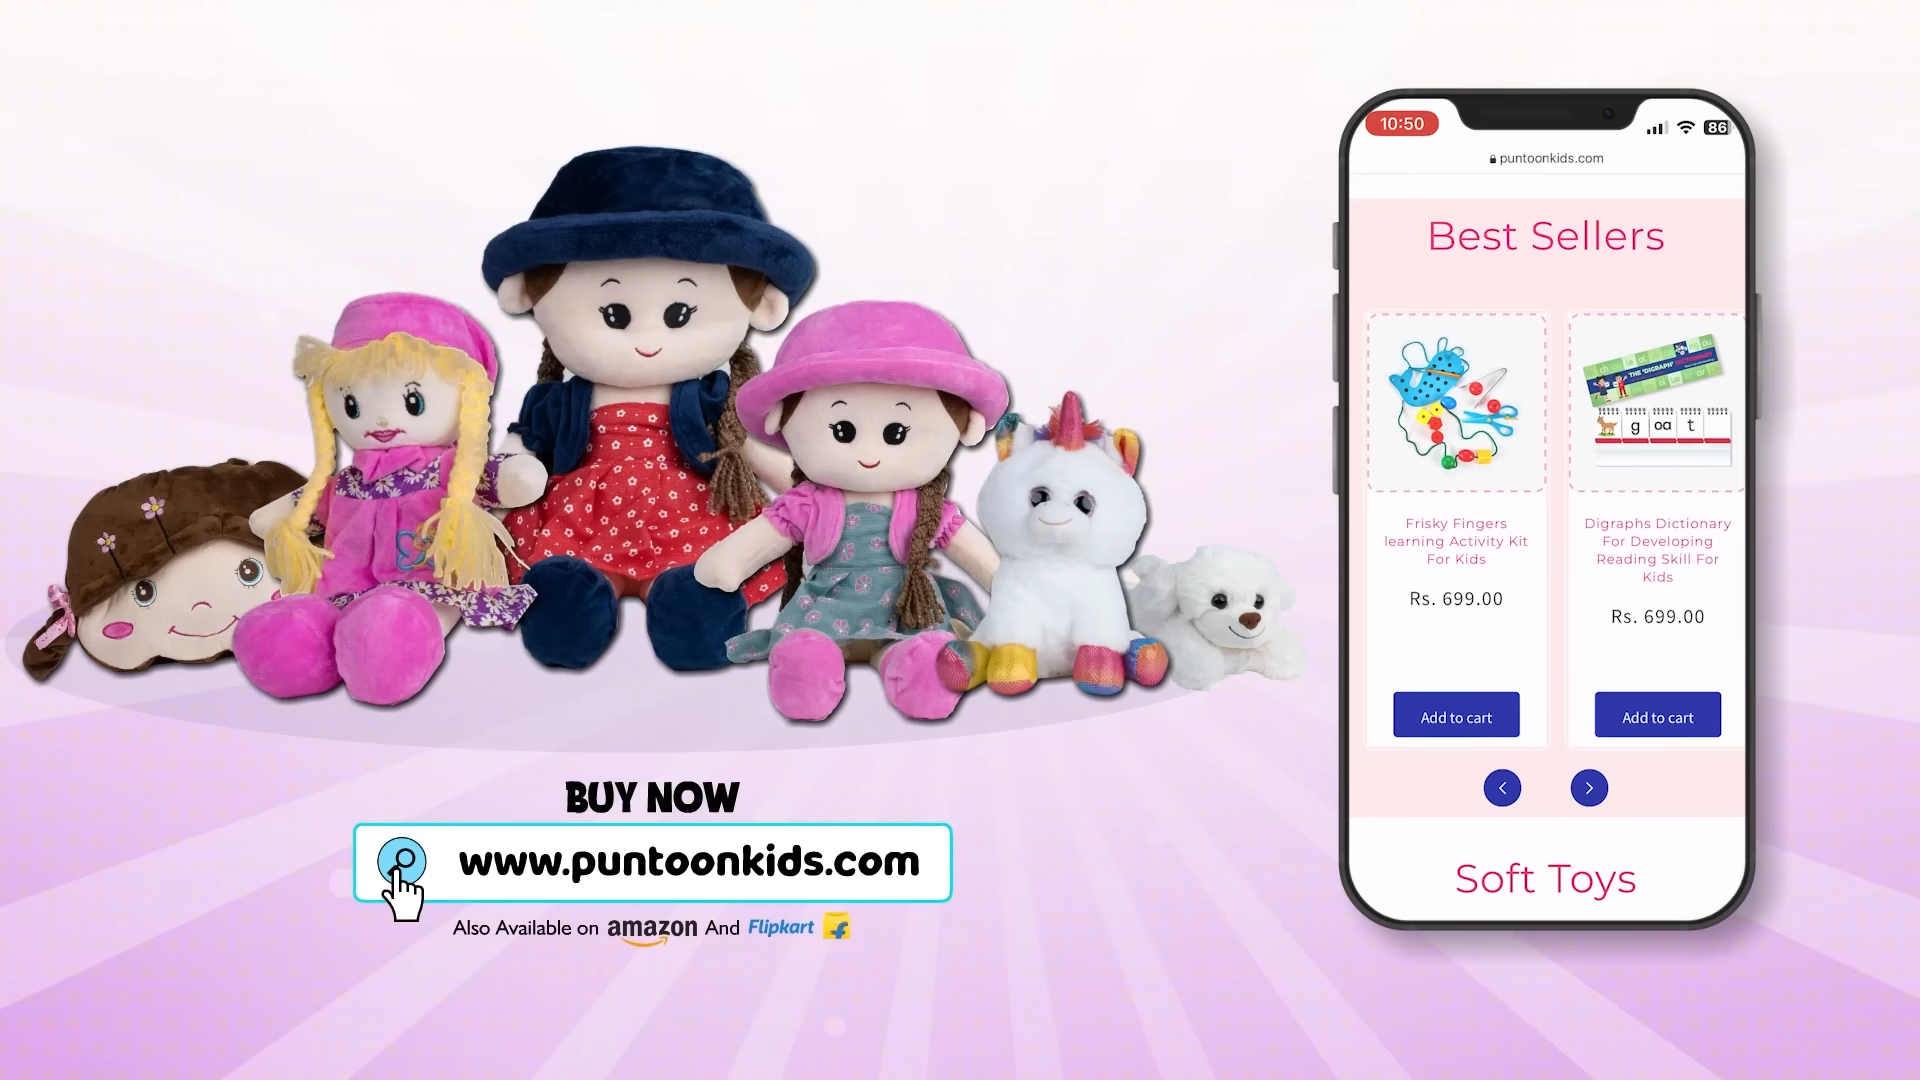 BUY NOW
www.puntoonkids.com
Also Available on amazon And Flipkart
10:50
86
puntoonkids.com
Best Sellers
THE 'DIGRAPH' DICTIONARY
g oa t
Frisky Fingers
learning Activity Kit
For Kids
Rs. 699.00
Add to cart
Digraphs Dictionary
For Developing
Reading Skill For
Kids
Rs. 699.00
Add to cart
Soft Toys